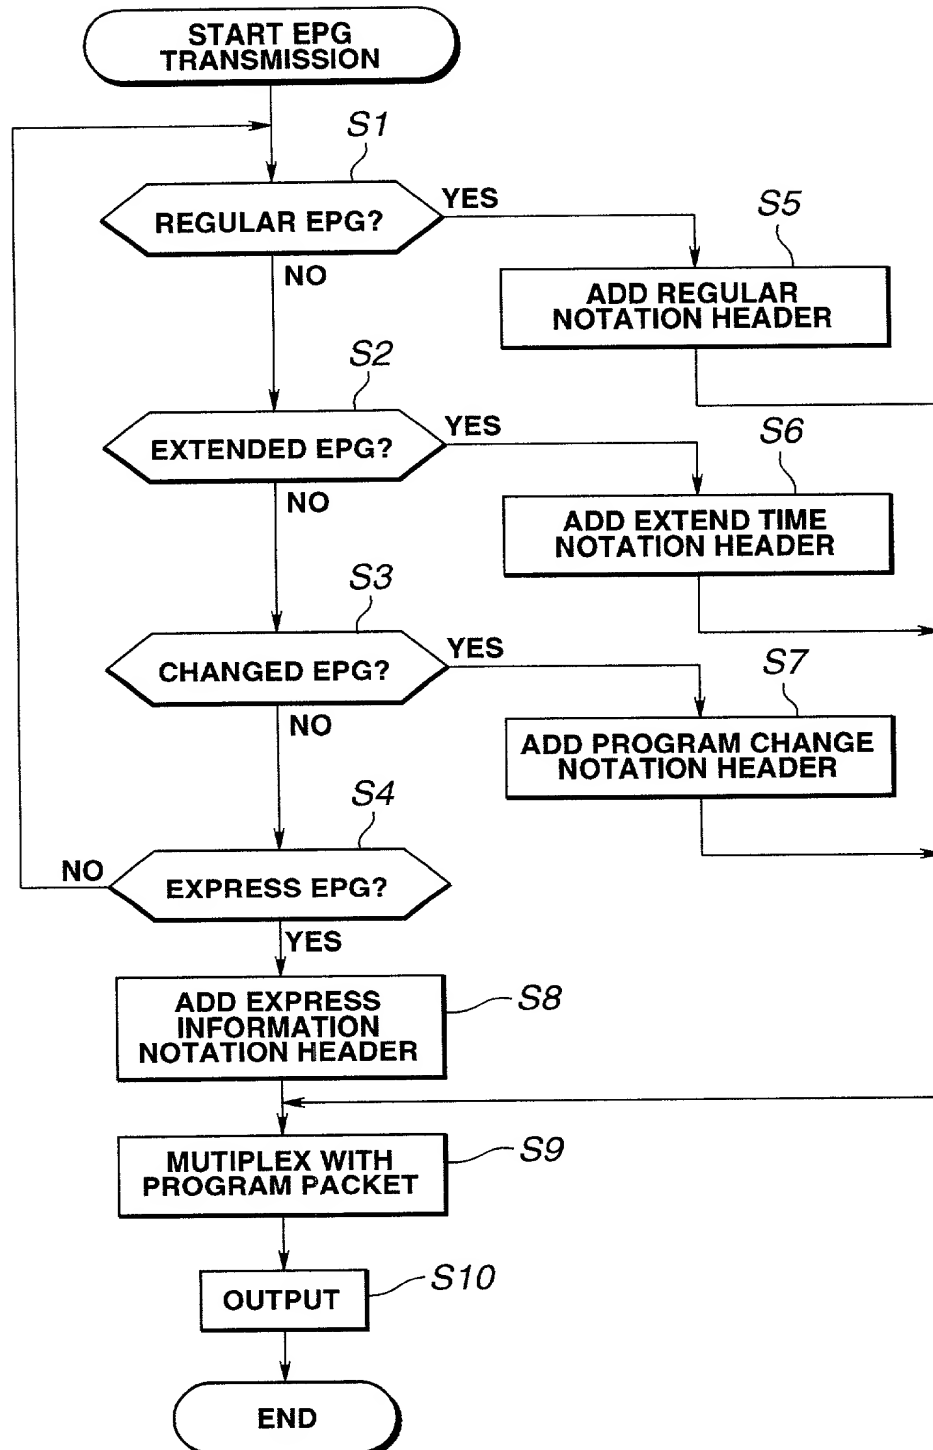 START EPG
TRANSMISSION
S1
REGULAR EPG?
YES
NO
S5
ADD REGULAR
NOTATION HEADER
S2
EXTENDED EPG?
YES
NO
S6
ADD EXTEND TIME
NOTATION HEADER
S3
CHANGED EPG?
YES
NO
S7
ADD PROGRAM CHANGE
NOTATION HEADER
S4
EXPRESS EPG?
NO
YES
ADD EXPRESS
INFORMATION
NOTATION HEADER
S8
MUTIPLEX WITH
PROGRAM PACKET
S9
OUTPUT
S10
END